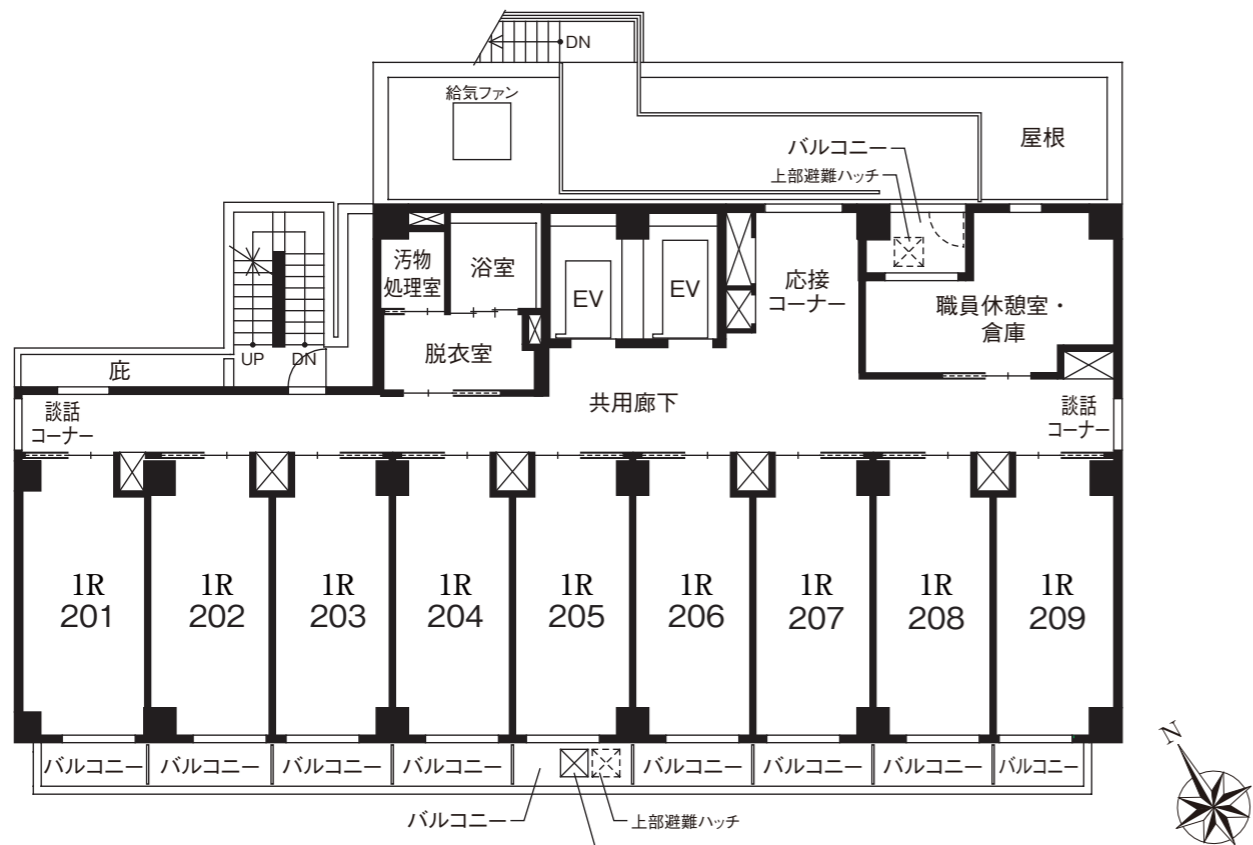 DN
給気ファン
バルコニー
屋根
上部避難ハッチ
汚物
処理室
浴室
EV
EV
応接
コーナー
職員休憩室・
倉庫
脱衣室
UP
DN
庇
共用廊下
談話
コーナー
談話
コーナー
1R
201
1R
202
1R
203
1R
204
1R
205
1R
206
1R
207
1R
208
1R
209
バルコニー
バルコニー
バルコニー
バルコニー
バルコニー
バルコニー
バルコニー
バルコニー
バルコニー
上部避難ハッチ
N